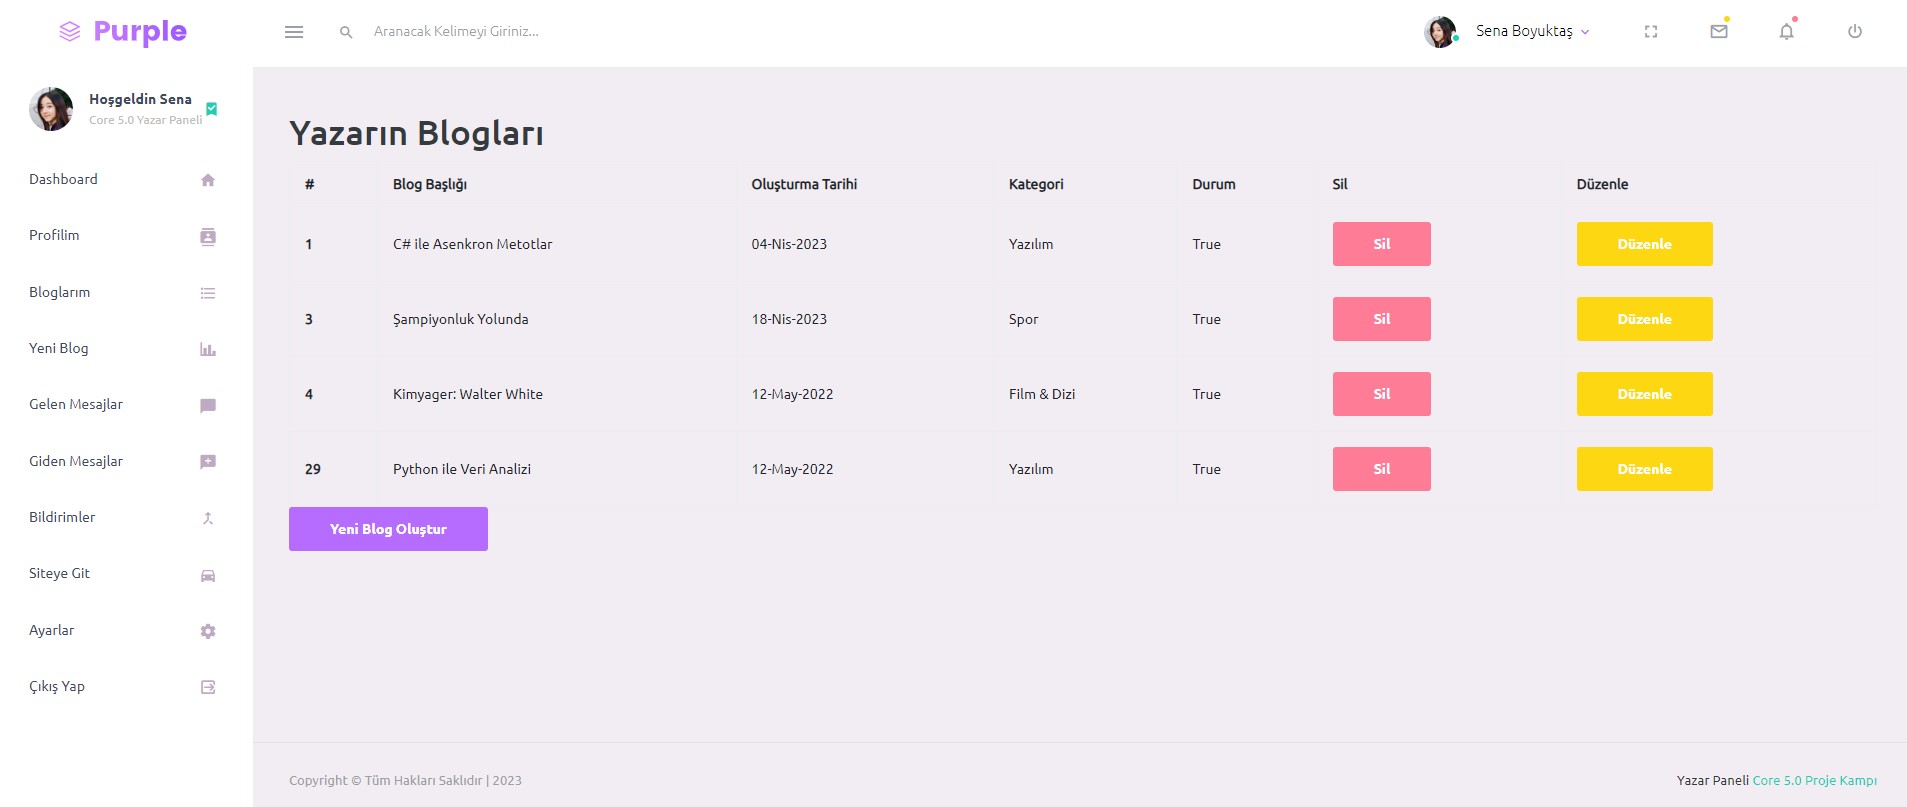 Purple
Aranacak Kelimeyi Giriniz...
Sena Boyuktaş
Hoşgeldin Sena
Core 5.0 Yazar Paneli
Dashboard
Profilim
Bloglarım
Yeni Blog
Gelen Mesajlar
Giden Mesajlar
Bildirimler
Siteye Git
Ayarlar
Çıkış Yap
Yazarın Blogları
# Blog Başlığı Oluşturma Tarihi Kategori Durum Sil Düzenle
1 C# ile Asenkron Metotlar 04-Nis-2023 Yazılım True Sil Düzenle
3 Şampiyonluk Yolunda 18-Nis-2023 Spor True Sil Düzenle
4 Kimyager: Walter White 12-May-2022 Film & Dizi True Sil Düzenle
29 Python ile Veri Analizi 12-May-2022 Yazılım True Sil Düzenle
Yeni Blog Oluştur
Copyright © Tüm Hakları Saklıdır | 2023
Yazar Paneli Core 5.0 Proje Kampı